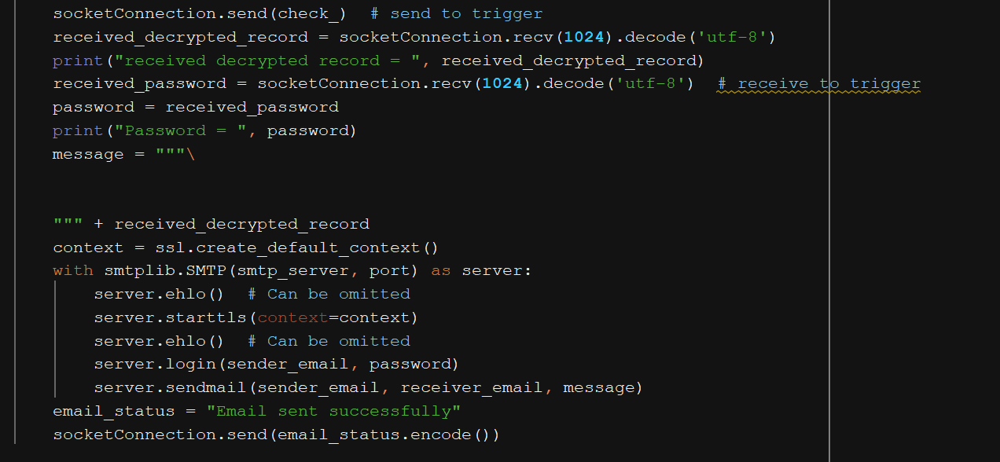 socketConnection.send(check_)  # send to trigger
received_decrypted_record = socketConnection.recv(1024).decode('utf-8')
print("received decrypted record = ", received_decrypted_record)
received_password = socketConnection.recv(1024).decode('utf-8')  # receive to trigger
password = received_password
print("Password = ", password)
message = """\
""" + received_decrypted_record
context = ssl.create_default_context()
with smtplib.SMTP(smtp_server, port) as server:
    server.ehlo()  # Can be omitted
    server.starttls(context=context)
    server.ehlo()  # Can be omitted
    server.login(sender_email, password)
    server.sendmail(sender_email, receiver_email, message)
email_status = "Email sent successfully"
socketConnection.send(email_status.encode())